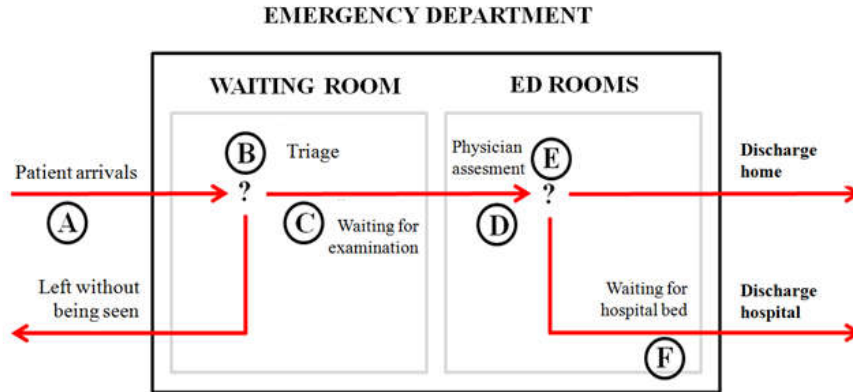 EMERGENCY DEPARTMENT
WAITING ROOM
ED ROOMS
Patient arrivals
A
B
Triage
?
C
Waiting for
examination
Left without
being seen
Physician
assesment
D
E
?
Discharge
home
Waiting for
hospital bed
F
Discharge
hospital